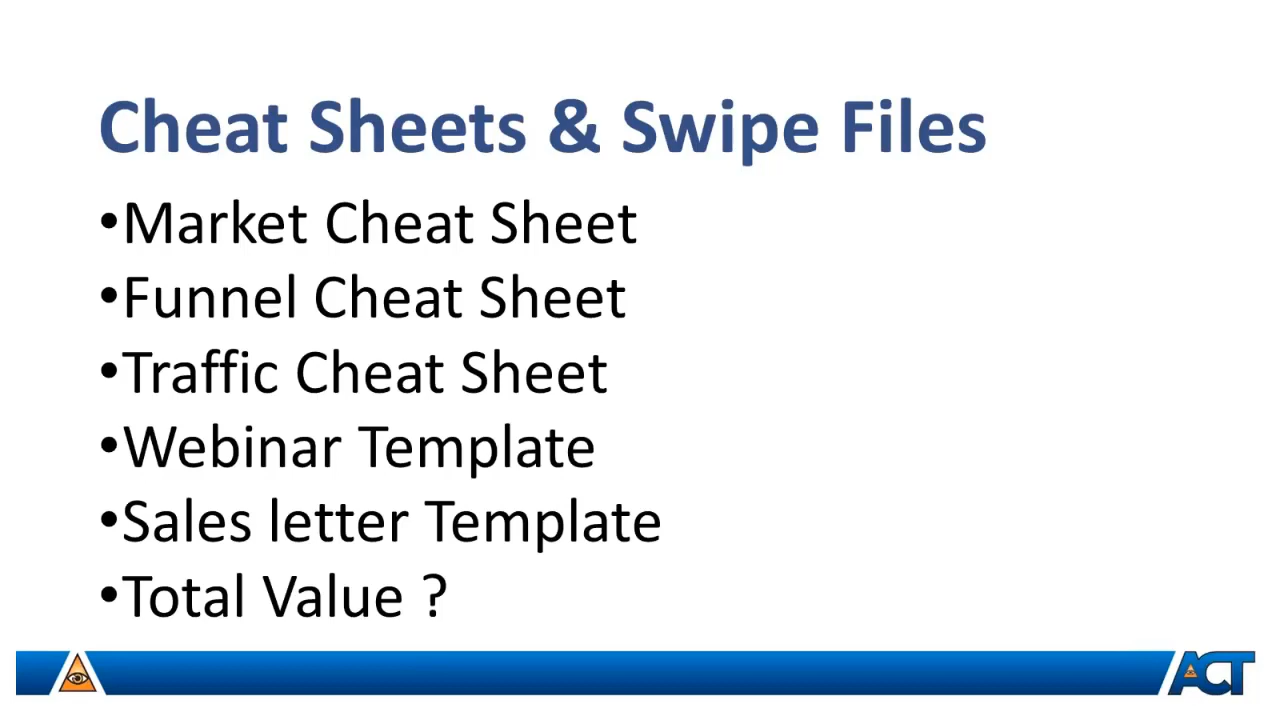 Cheat Sheets & Swipe Files
•Market Cheat Sheet
•Funnel Cheat Sheet
•Traffic Cheat Sheet
•Webinar Template
•Sales letter Template
•Total Value ?
ACT